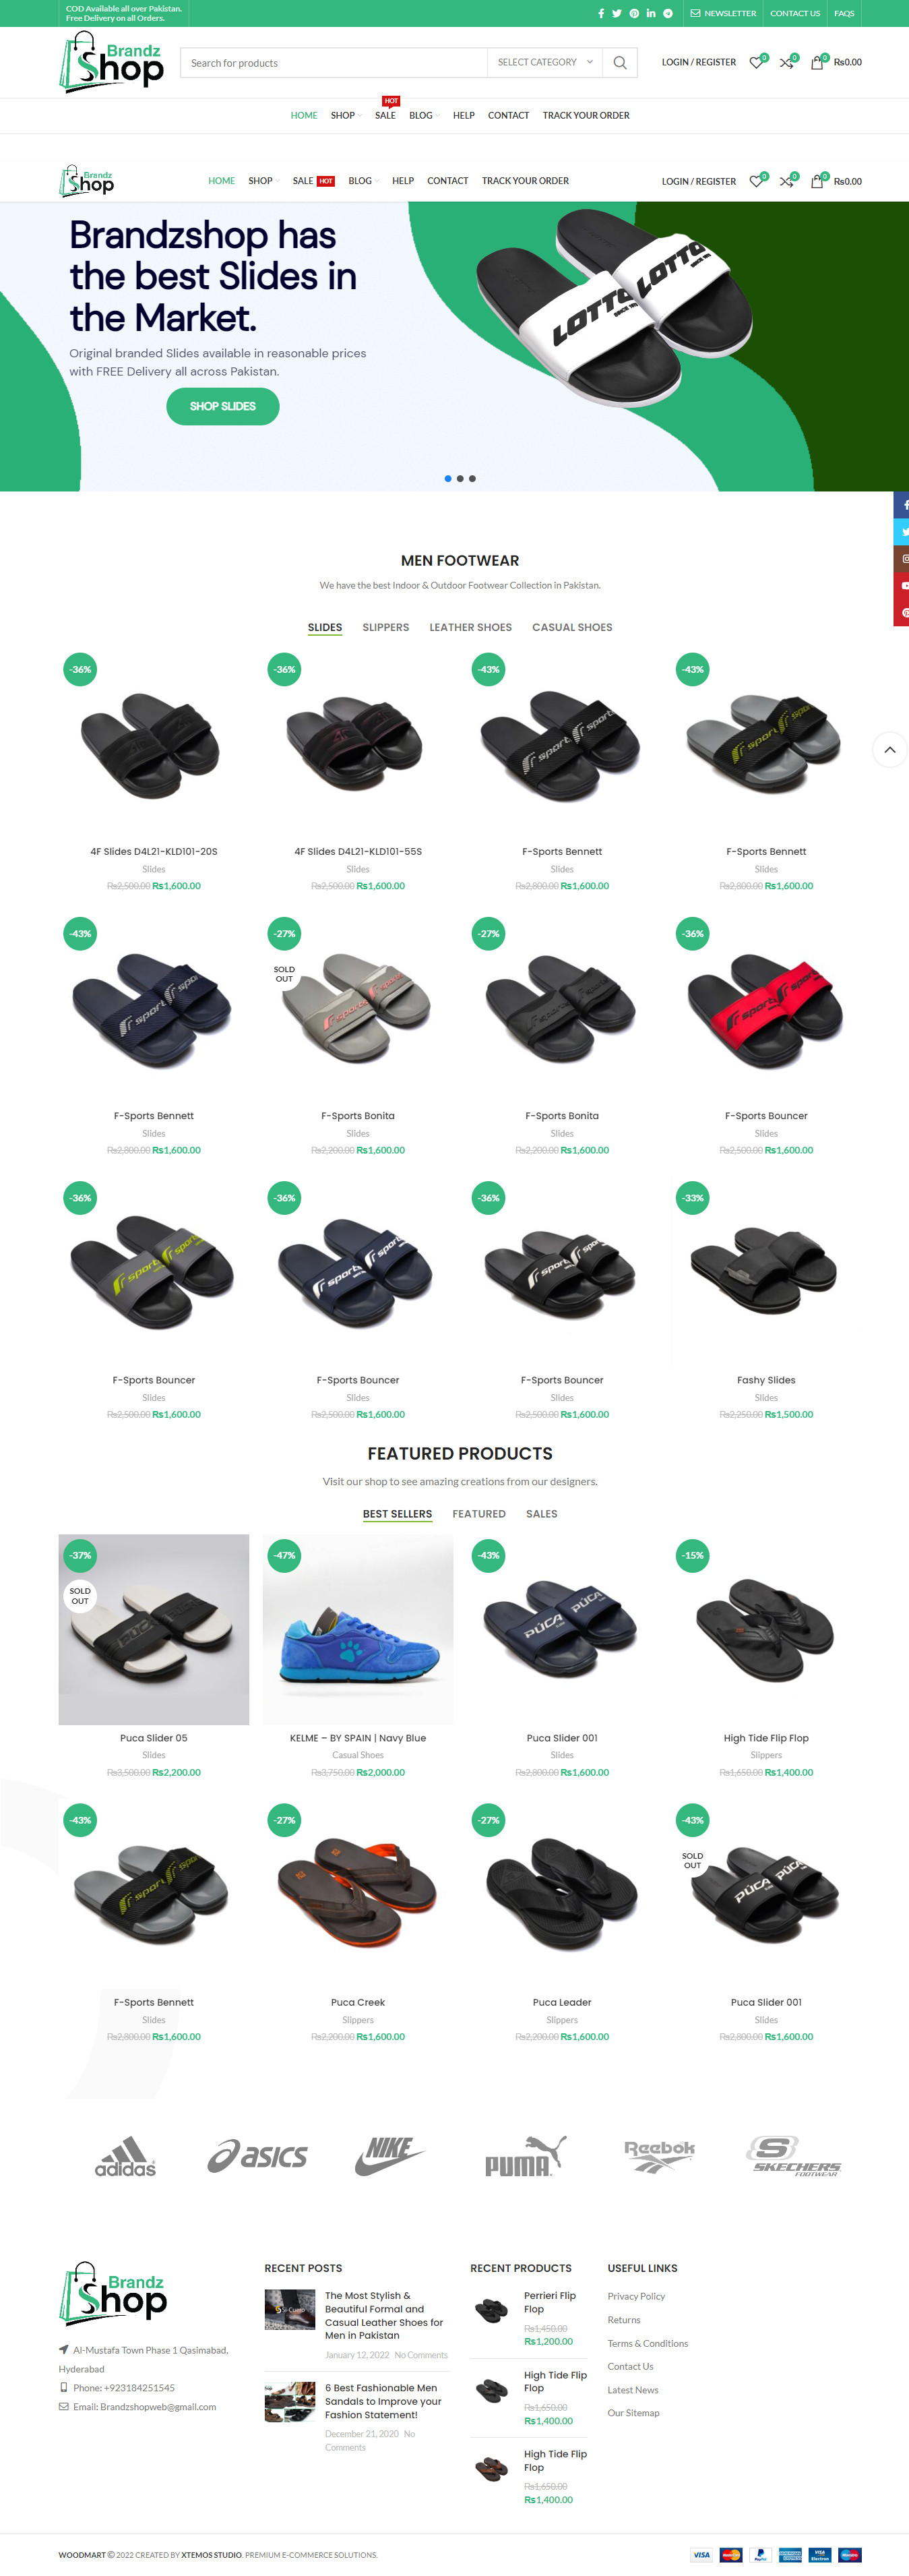 COD Available all over Pakistan.
Free Delivery on all Orders.
NEWSLETTER
CONTACT US
FAQS
Brandz
Shop
Search for products
SELECT CATEGORY
LOGIN / REGISTER
0
0
0
₨0.00
HOT
HOME
SHOP
SALE
BLOG
HELP
CONTACT
TRACK YOUR ORDER
Brandz
Shop
HOME
SHOP
SALE HOT
BLOG
HELP
CONTACT
TRACK YOUR ORDER
LOGIN / REGISTER
0
0
0
₨0.00
Brandzshop has
the best Slides in
the Market.
Original branded Slides available in reasonable prices
with FREE Delivery all across Pakistan.
SHOP SLIDES
LOTTO
LOTTO
MEN FOOTWEAR
We have the best Indoor & Outdoor Footwear Collection in Pakistan.
SLIDES
SLIPPERS
LEATHER SHOES
CASUAL SHOES
-36%
-36%
-43%
-43%
4F Slides D4L21-KLD101-20S
4F Slides D4L21-KLD101-55S
F-Sports Bennett
F-Sports Bennett
Slides
Slides
Slides
Slides
₨2,500.00 ₨1,600.00
₨2,500.00 ₨1,600.00
₨2,800.00 ₨1,600.00
₨2,800.00 ₨1,600.00
-43%
-27%
-27%
-36%
SOLD
OUT
F-Sports Bennett
F-Sports Bonita
F-Sports Bonita
F-Sports Bouncer
Slides
Slides
Slides
Slides
₨2,800.00 ₨1,600.00
₨2,200.00 ₨1,600.00
₨2,200.00 ₨1,600.00
₨2,500.00 ₨1,600.00
-36%
-36%
-36%
-33%
F-Sports Bouncer
F-Sports Bouncer
F-Sports Bouncer
Fashy Slides
Slides
Slides
Slides
Slides
₨2,500.00 ₨1,600.00
₨2,500.00 ₨1,600.00
₨2,500.00 ₨1,600.00
₨2,250.00 ₨1,500.00
FEATURED PRODUCTS
Visit our shop to see amazing creations from our designers.
BEST SELLERS
FEATURED
SALES
-37%
-47%
-43%
-15%
SOLD
OUT
Puca Slider 05
KELME – BY SPAIN | Navy Blue
Puca Slider 001
High Tide Flip Flop
Slides
Casual Shoes
Slides
Slippers
₨3,500.00 ₨2,200.00
₨3,750.00 ₨2,000.00
₨2,800.00 ₨1,600.00
₨1,650.00 ₨1,400.00
-43%
-27%
-27%
-43%
SOLD
OUT
F-Sports Bennett
Puca Creek
Puca Leader
Puca Slider 001
Slides
Slippers
Slippers
Slides
₨2,800.00 ₨1,600.00
₨2,200.00 ₨1,600.00
₨2,200.00 ₨1,600.00
₨2,800.00 ₨1,600.00
adidas
asics
NIKE
PUMA
Reebok
S
SKECHERS
FOOTWEAR
Brandz
Shop
Al-Mustafa Town Phase 1 Qasimabad,
Hyderabad
Phone: +923184251545
Email: Brandzshopweb@gmail.com
RECENT POSTS
The Most Stylish &
Beautiful Formal and
Casual Leather Shoes for
Men in Pakistan
January 12, 2022 No Comments
6 Best Fashionable Men
Sandals to Improve your
Fashion Statement!
December 21, 2020 No
Comments
RECENT PRODUCTS
Perrieri Flip
Flop
₨1,450.00
₨1,200.00
High Tide Flip
Flop
₨1,650.00
₨1,400.00
High Tide Flip
Flop
₨1,650.00
₨1,400.00
USEFUL LINKS
Privacy Policy
Returns
Terms & Conditions
Contact Us
Latest News
Our Sitemap
WOODMART © 2022 CREATED BY XTEMOS STUDIO. PREMIUM E-COMMERCE SOLUTIONS.
VISA
MasterCard
PayPal
AMERICAN EXPRESS
VISA Electron
Maestro